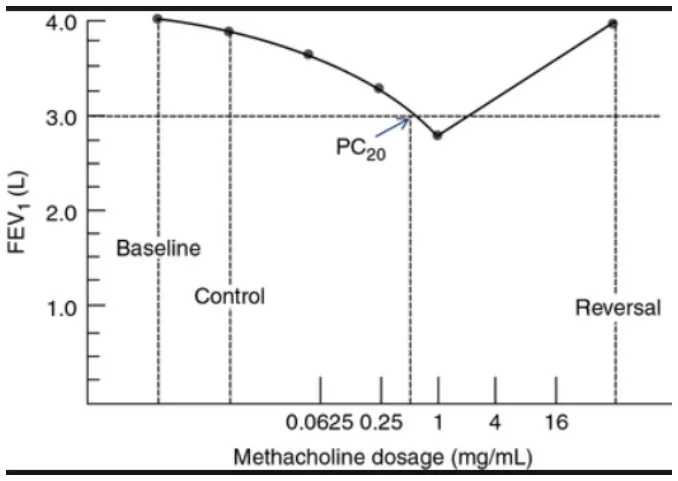 4.0
3.0
2.0
1.0
FEV1 (L)
PC20
Baseline
Control
Reversal
0.0625 0.25 1 4 16
Methacholine dosage (mg/mL)